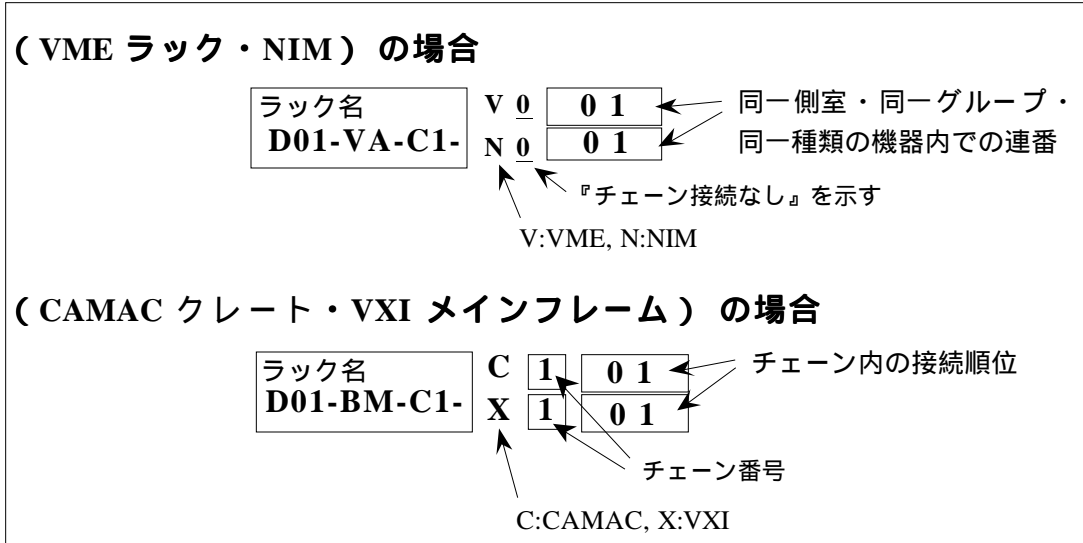 (VME ラック・NIM) の場合
ラック名
D01-VA-C1-
V 0 0 1
N 0 0 1
同一側室・同一グループ・
同一種類の機器内での連番
『チェーン接続なし』を示す
V:VME, N:NIM
(CAMAC クレート・VXI メインフレーム) の場合
ラック名
D01-BM-C1-
C 1 0 1
X 1 0 1
チェーン内の接続順位
チェーン番号
C:CAMAC, X:VXI